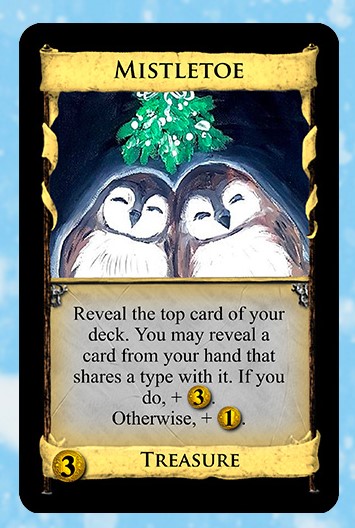 MISTLETOE
Reveal the top card of your
deck. You may reveal a
card from your hand that
shares a type with it. If you
do, + 3.
Otherwise, + 1.
3 TREASURE